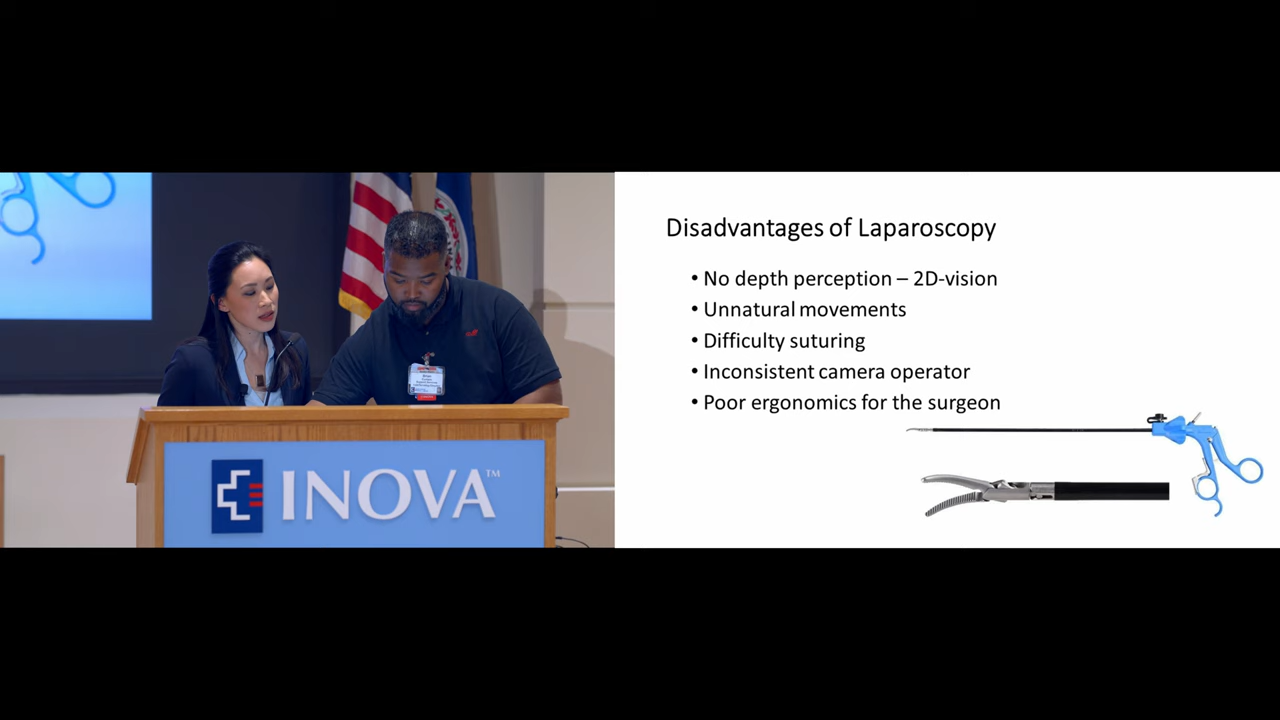 INOVA™
Disadvantages of Laparoscopy
• No depth perception – 2D-vision
• Unnatural movements
• Difficulty suturing
• Inconsistent camera operator
• Poor ergonomics for the surgeon